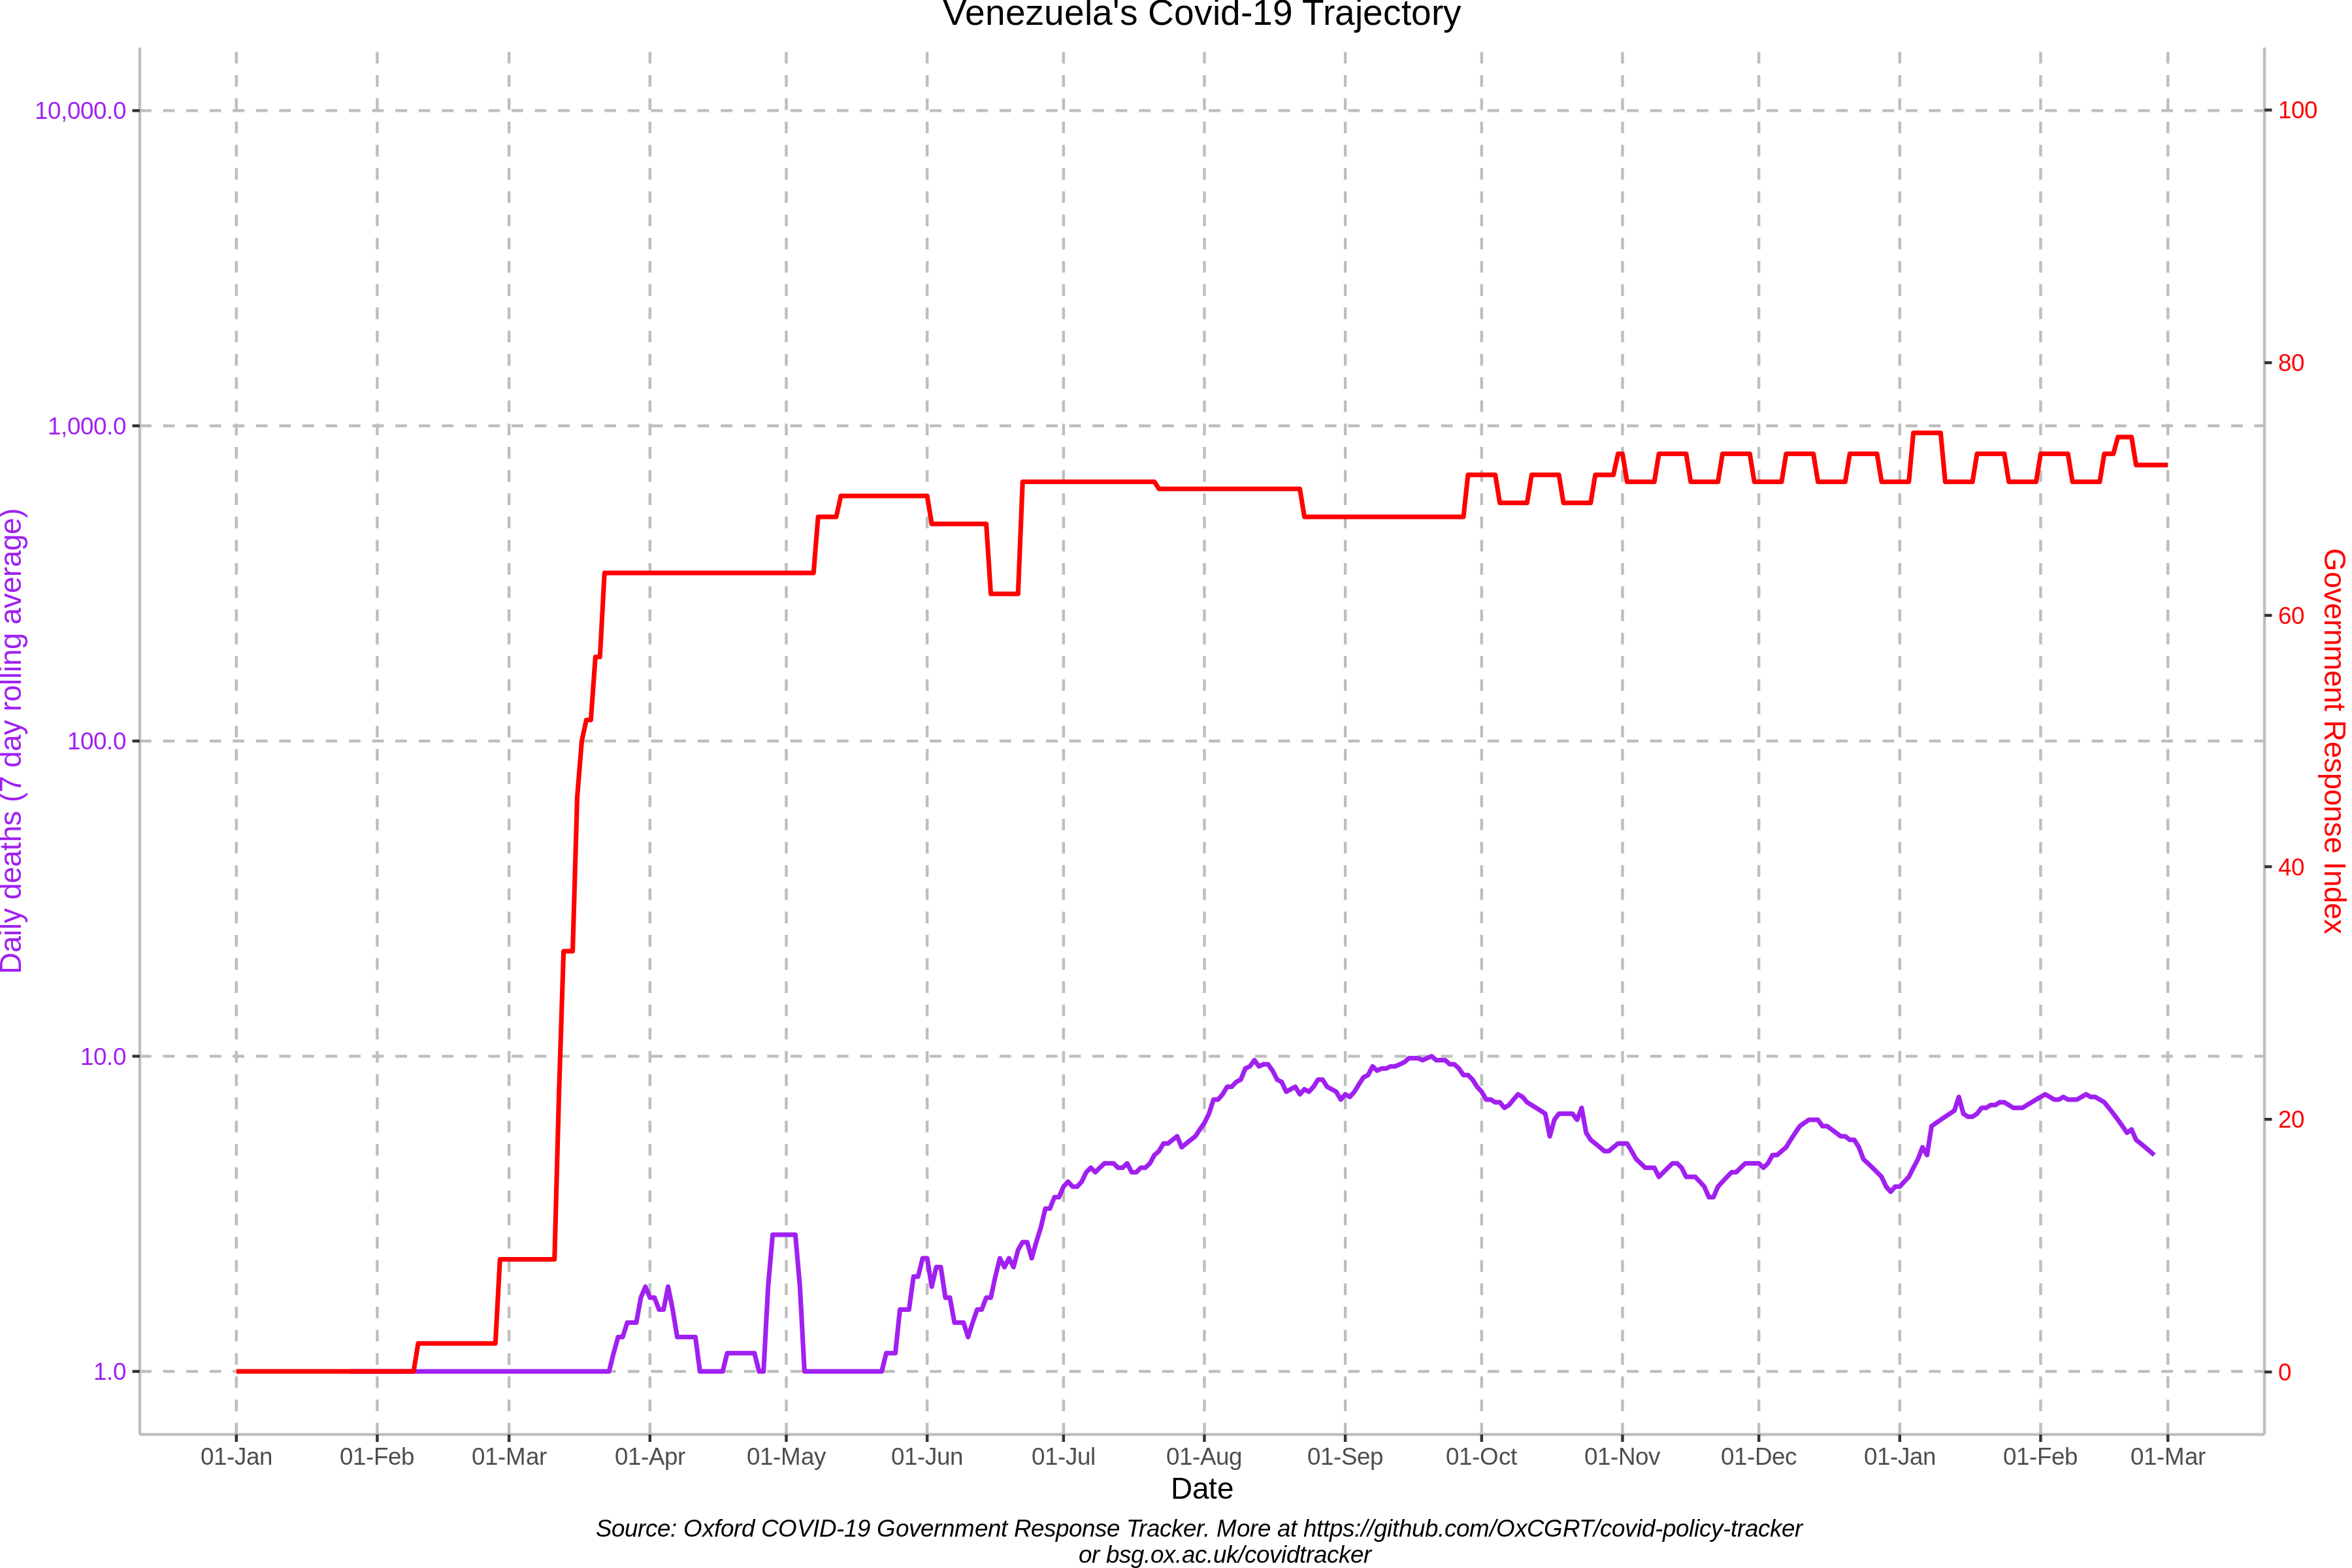 Venezuela's Covid-19 Trajectory
10,000.0
1,000.0
100.0
10.0
1.0
Daily deaths (7 day rolling average)
100
80
60
40
20
0
Government Response Index
01-Jan 01-Feb 01-Mar 01-Apr 01-May 01-Jun 01-Jul 01-Aug 01-Sep 01-Oct 01-Nov 01-Dec 01-Jan 01-Feb 01-Mar
Date
Source: Oxford COVID-19 Government Response Tracker. More at https://github.com/OxCGRT/covid-policy-tracker
or bsg.ox.ac.uk/covidtracker